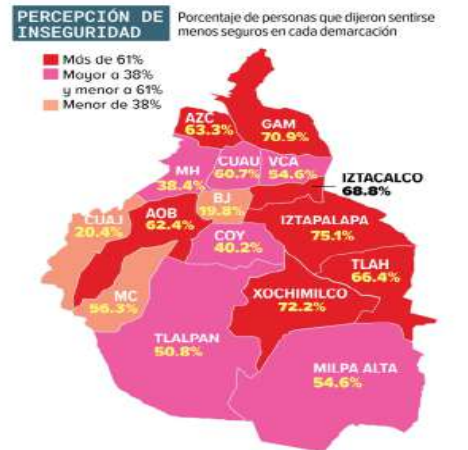 PERCEPCIÓN DE
INSEGURIDAD
Porcentaje de personas que dijeron sentirse
menos seguros en cada demarcación
Más de 61%
Mayor a 38%
y menor a 61%
Menor de 38%
AZC
63.3%
GAM
70.9%
MH
38.4%
CUAU
60.7%
VCA
54.6%
IZTACALCO
68.8%
CUAJ
20.4%
AOB
62.4%
BJ
19.8%
IZTAPALAPA
75.1%
COY
40.2%
TLAH
66.4%
MC
56.3%
XOCHIMILCO
72.2%
TLALPAN
50.8%
MILPA ALTA
54.6%